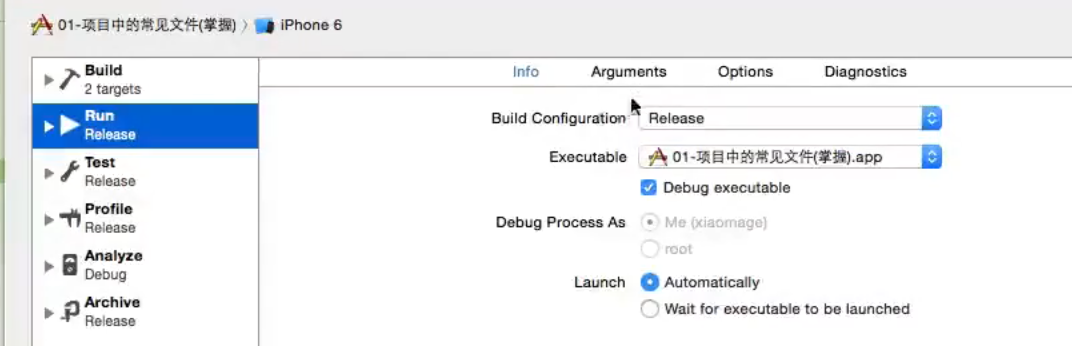 01-项目中的常见文件(掌握) 〉 iPhone 6
Build
2 targets
Run
Release
Test
Release
Profile
Release
Analyze
Debug
Archive
Release
Info Arguments Options Diagnostics
Build Configuration Release
Executable 01-项目中的常见文件(掌握).app
Debug executable
Debug Process As Me (xiaomage)
root
Launch Automatically
Wait for executable to be launched